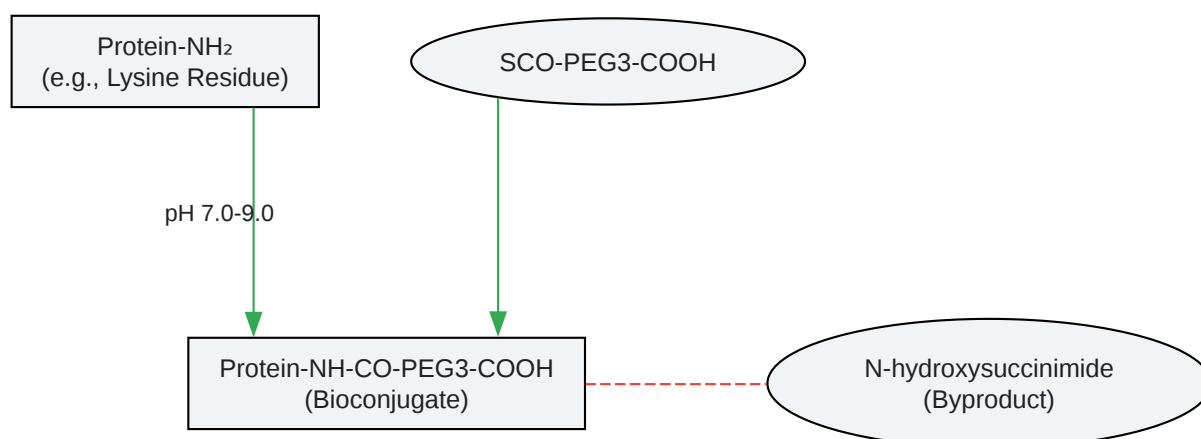 Protein-NH₂
(e.g., Lysine Residue)
SCO-PEG3-COOH
pH 7.0-9.0
Protein-NH-CO-PEG3-COOH
(Bioconjugate)
N-hydroxysuccinimide
(Byproduct)